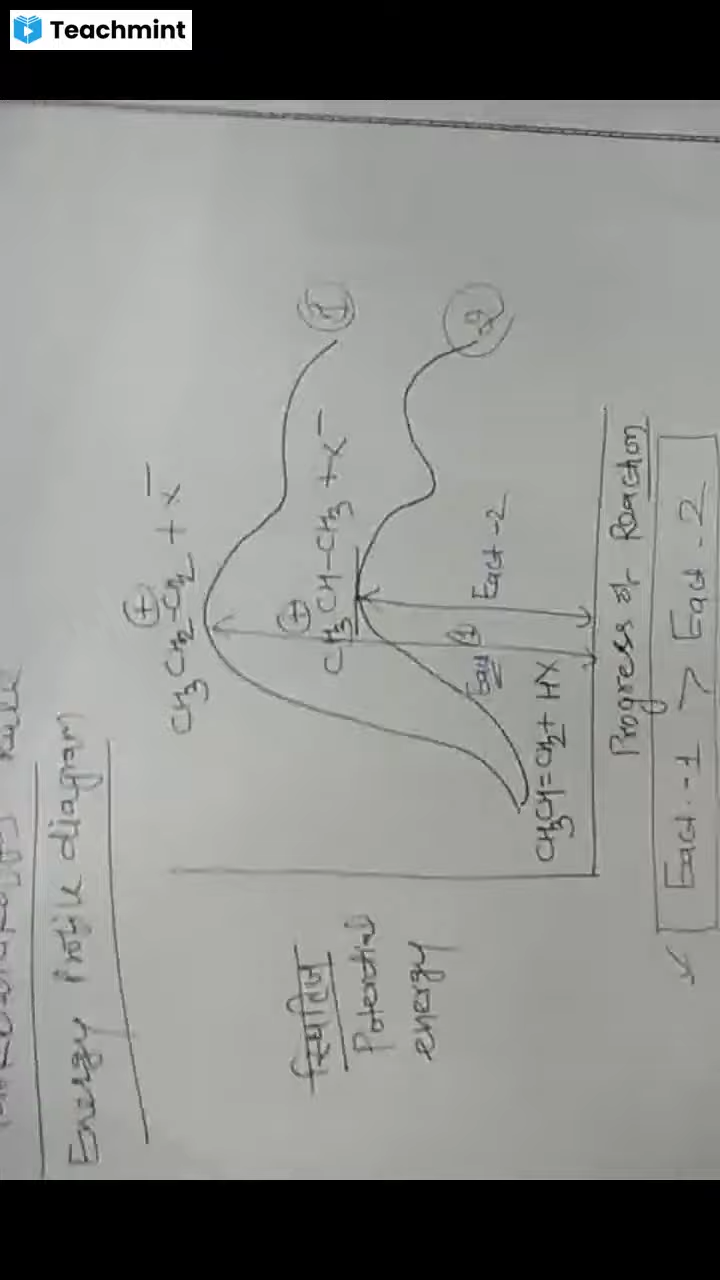 Teachmint
Energy Profile diagram
CH3CH2-CH2 + X-
+
1
CH3CH-CH3 + X-
+
2
Eact-2
Eact 1
CH3CH=CH2 + HX
स्थितिज
Potential
energy
Progress of Reaction
Eact.-1 > Eact.-2